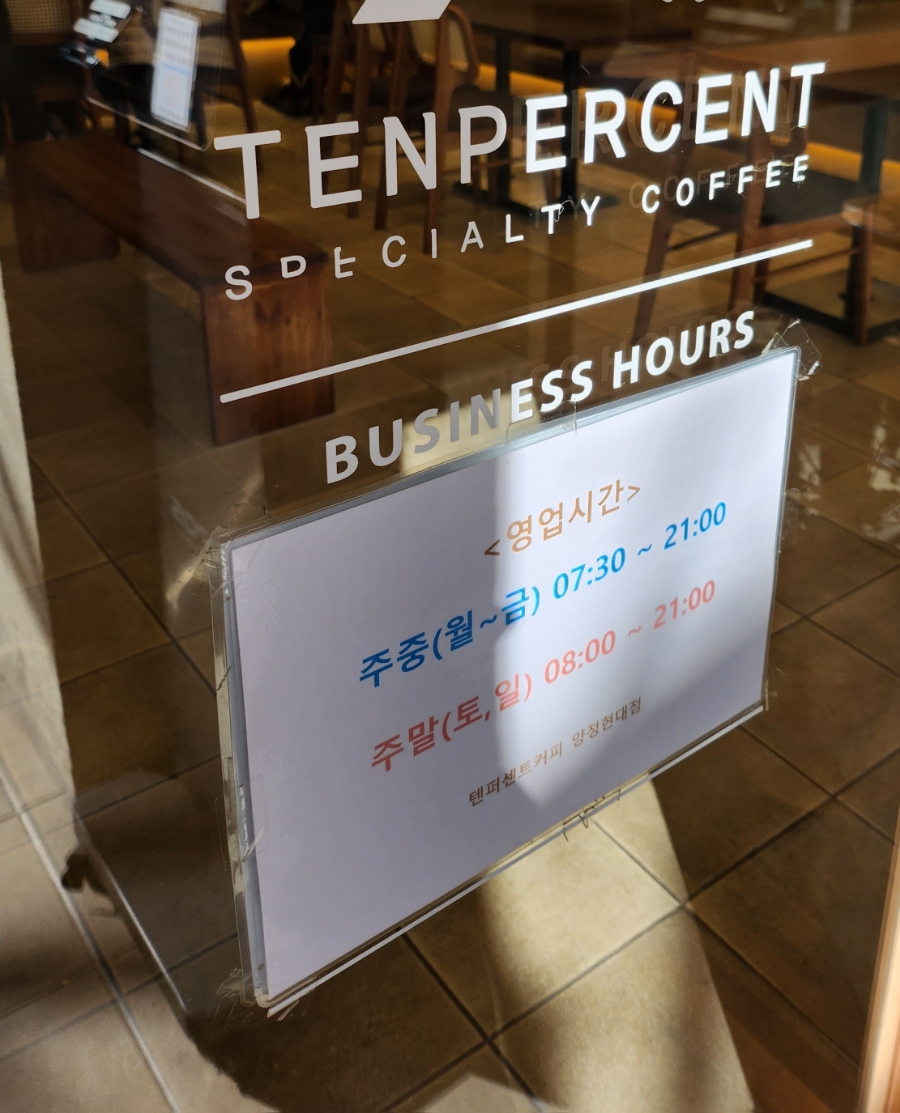 TENPERCENT
SPECIALTY COFFEE
BUSINESS HOURS
<영업시간>
주중(월~금) 07:30 ~ 21:00
주말(토,일) 08:00 ~ 21:00
텐퍼센트커피 양정현대점